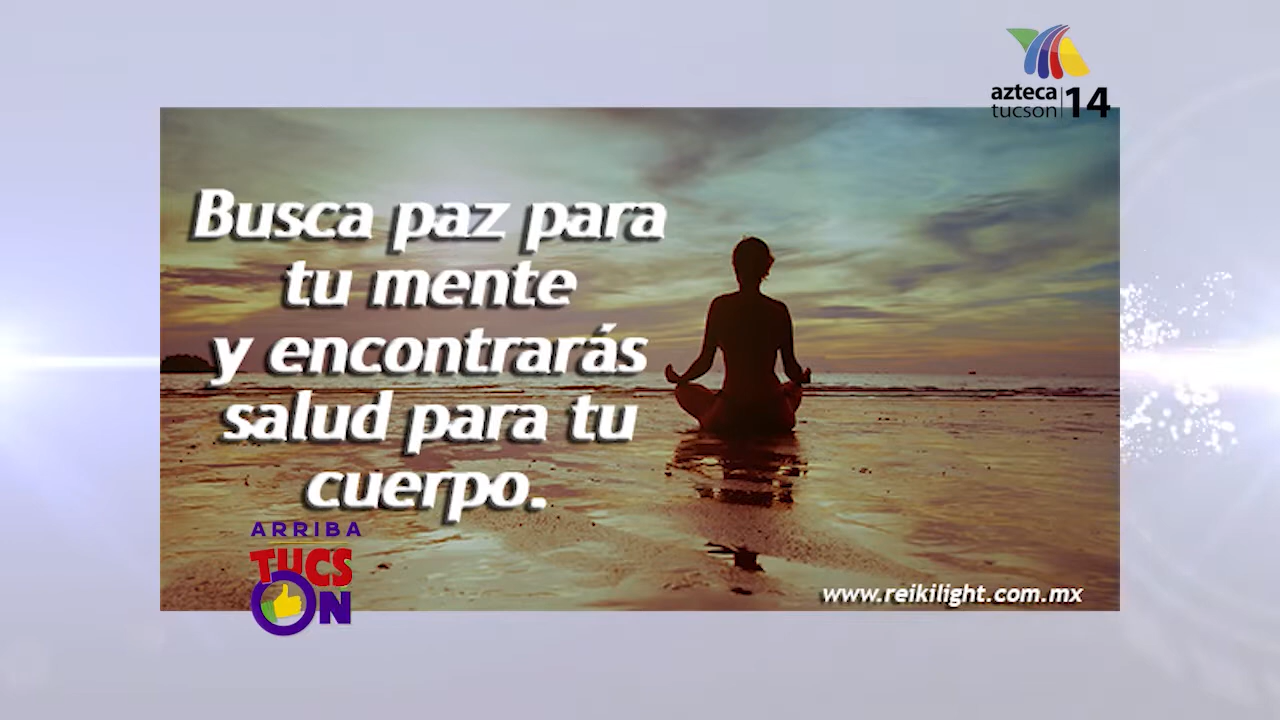 azteca
tucson 14
Busca paz para
tu mente
y encontrarás
salud para tu
cuerpo.
ARRIBA
TUCS
ON
www.reikilight.com.mx